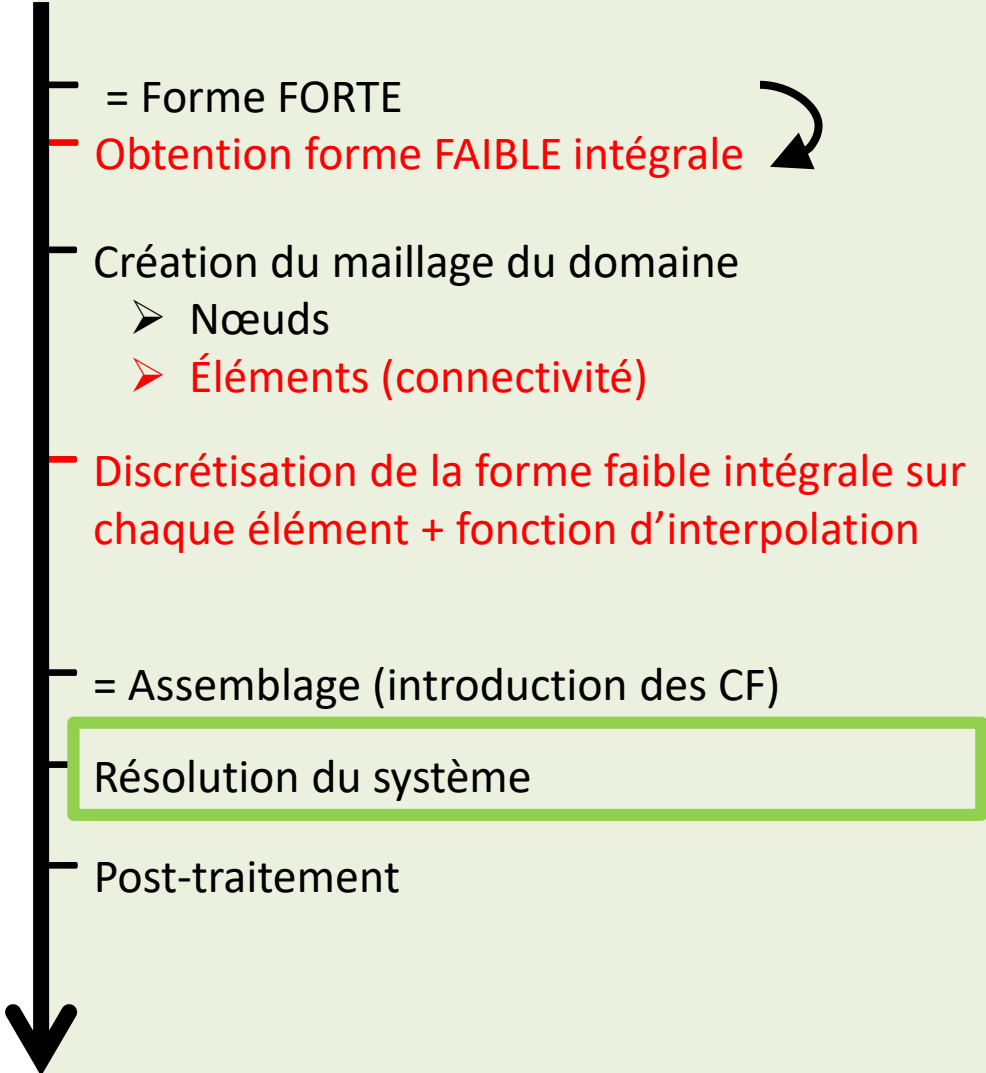 = Forme FORTE
Obtention forme FAIBLE intégrale
Création du maillage du domaine
➢ Nœuds
➢ Éléments (connectivité)
Discrétisation de la forme faible intégrale sur
chaque élément + fonction d’interpolation
= Assemblage (introduction des CF)
Résolution du système
Post-traitement